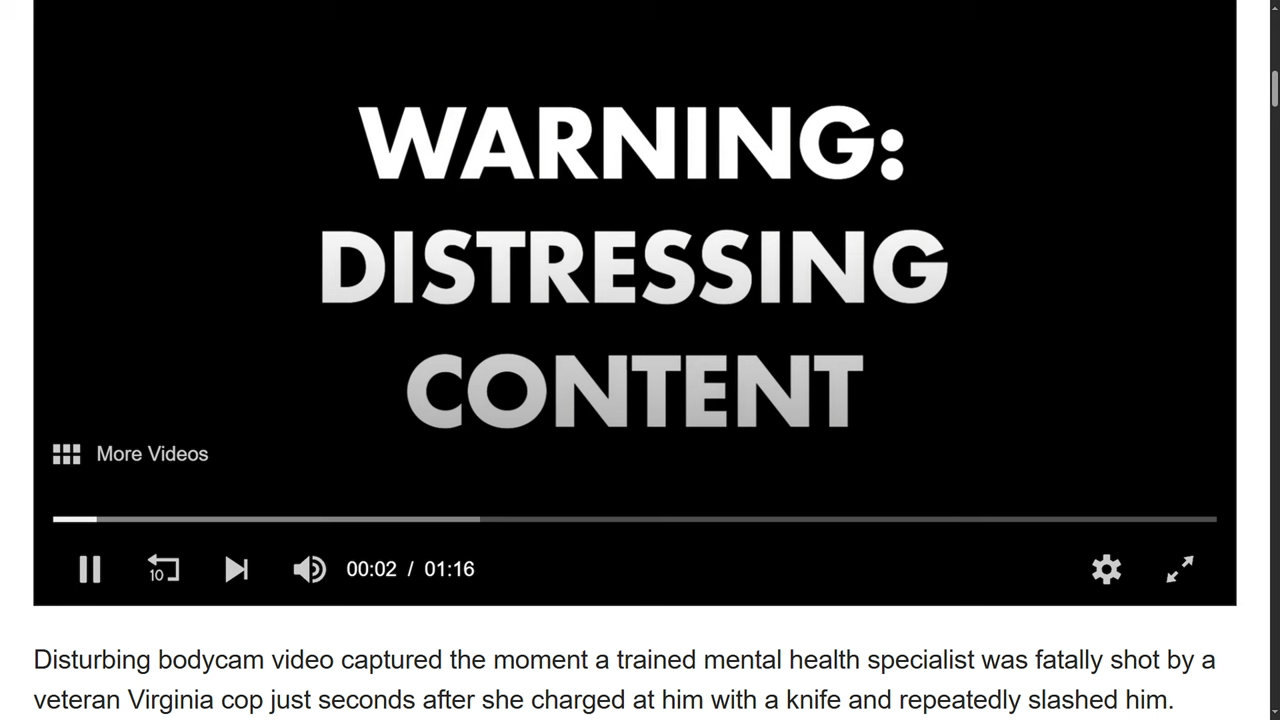 WARNING:
DISTRESSING
CONTENT
More Videos
10
00:02 / 01:16
Disturbing bodycam video captured the moment a trained mental health specialist was fatally shot by a
veteran Virginia cop just seconds after she charged at him with a knife and repeatedly slashed him.